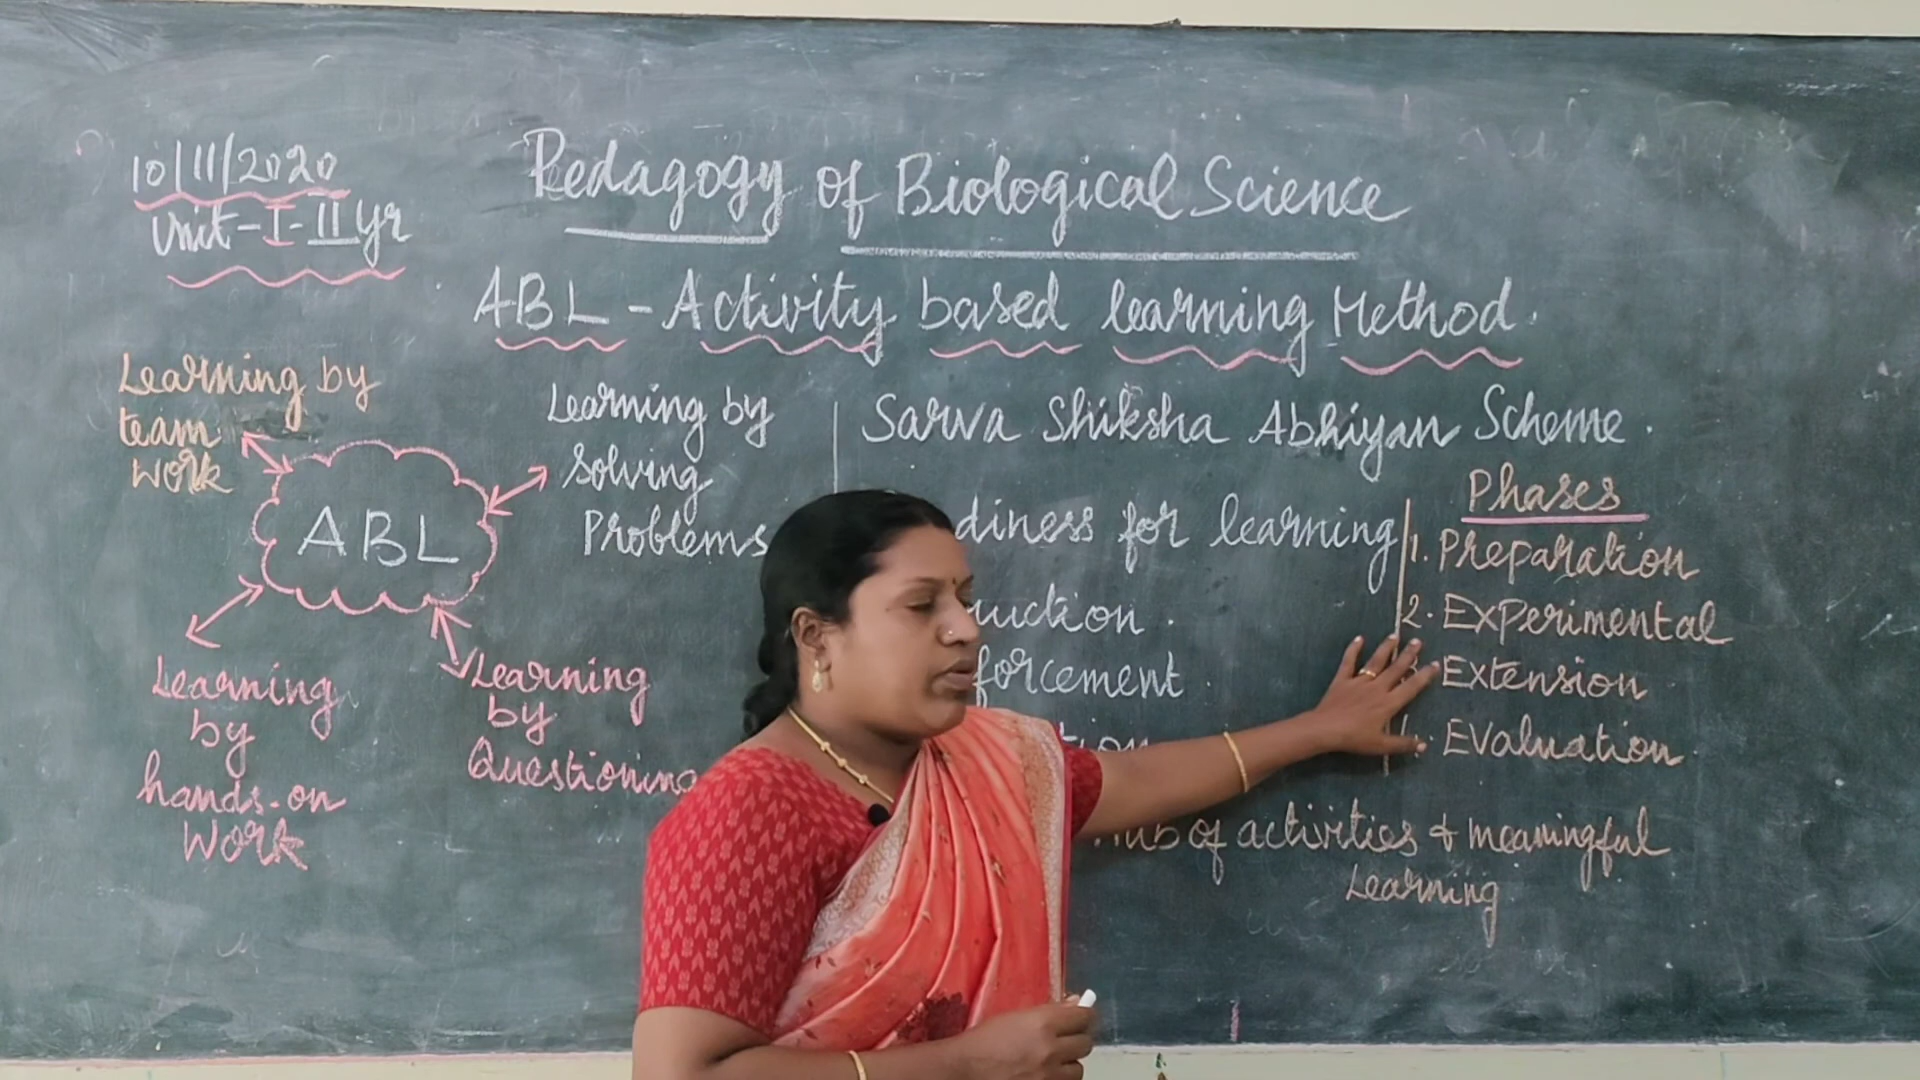 10/11/2020
Unit-I-II yr
Pedagogy of Biological Science
ABL - Activity based learning Method.
Learning by
team
work
ABL
Learning by
Solving
Problems
Learning
by
hands-on
Work
Learning
by
Questioning
Sarva Shiksha Abhiyan Scheme.
diness for learning
uction.
forcement.
tion
Phases
1. Preparation
2. Experimental
Extension
Evaluation
of activities & meaningful
Learning